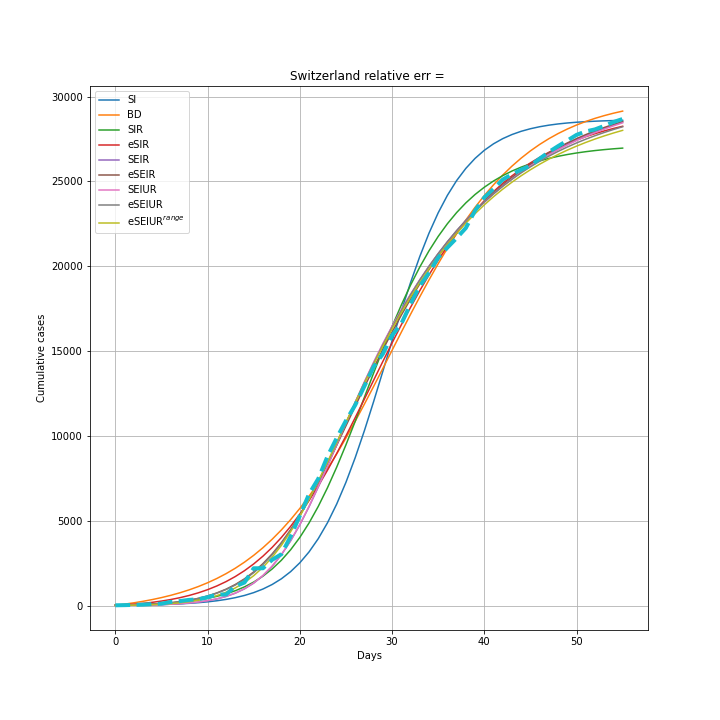 Switzerland relative err =
30000
25000
20000
15000
10000
5000
0
Cumulative cases
SI
BD
SIR
eSIR
SEIR
eSEIR
SEIUR
eSEIUR
eSEIUR^range
0 10 20 30 40 50
Days